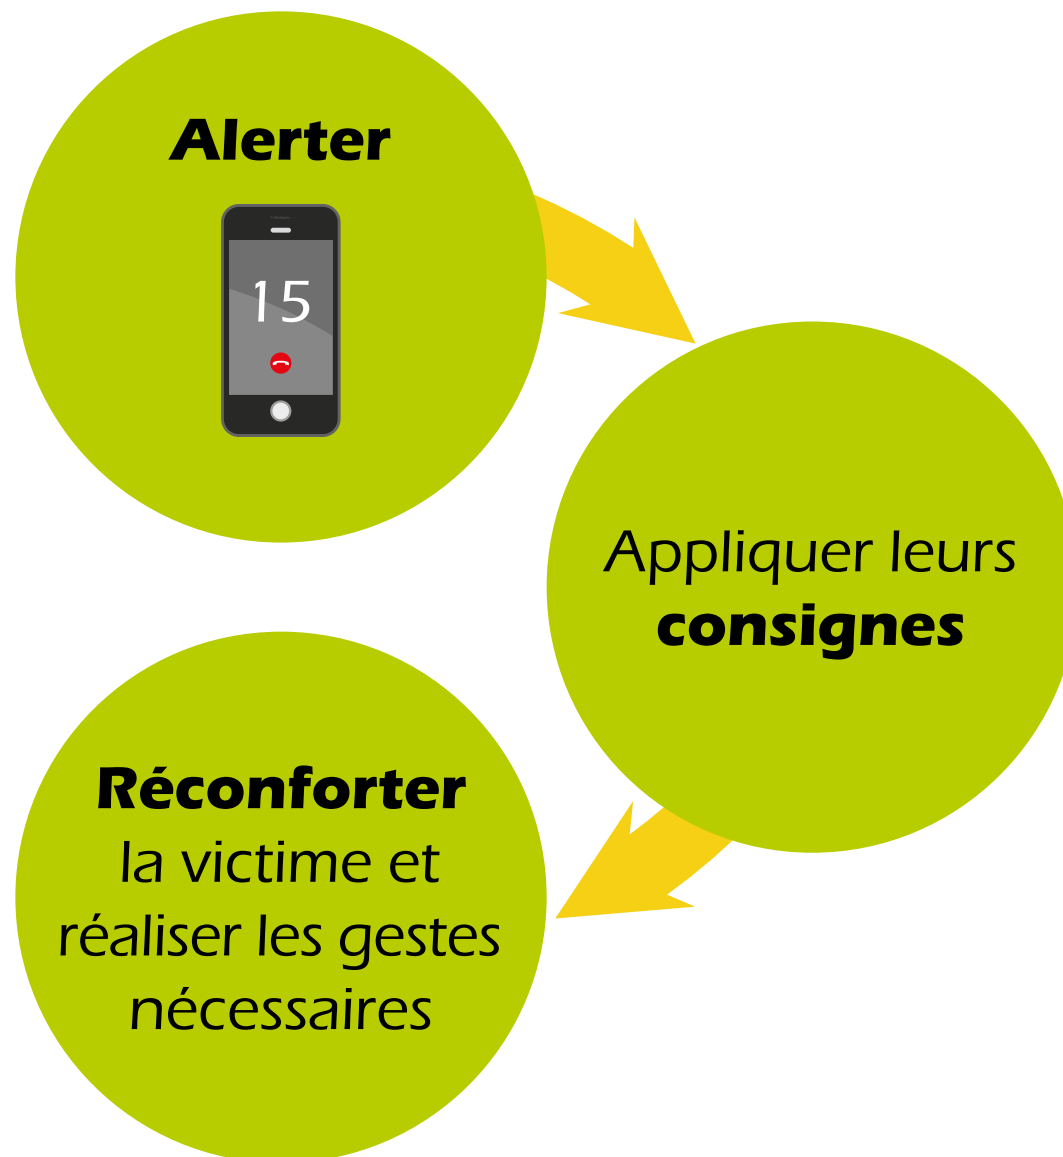 Alerter
15
Appliquer leurs
consignes
Réconforter
la victime et
réaliser les gestes
nécessaires